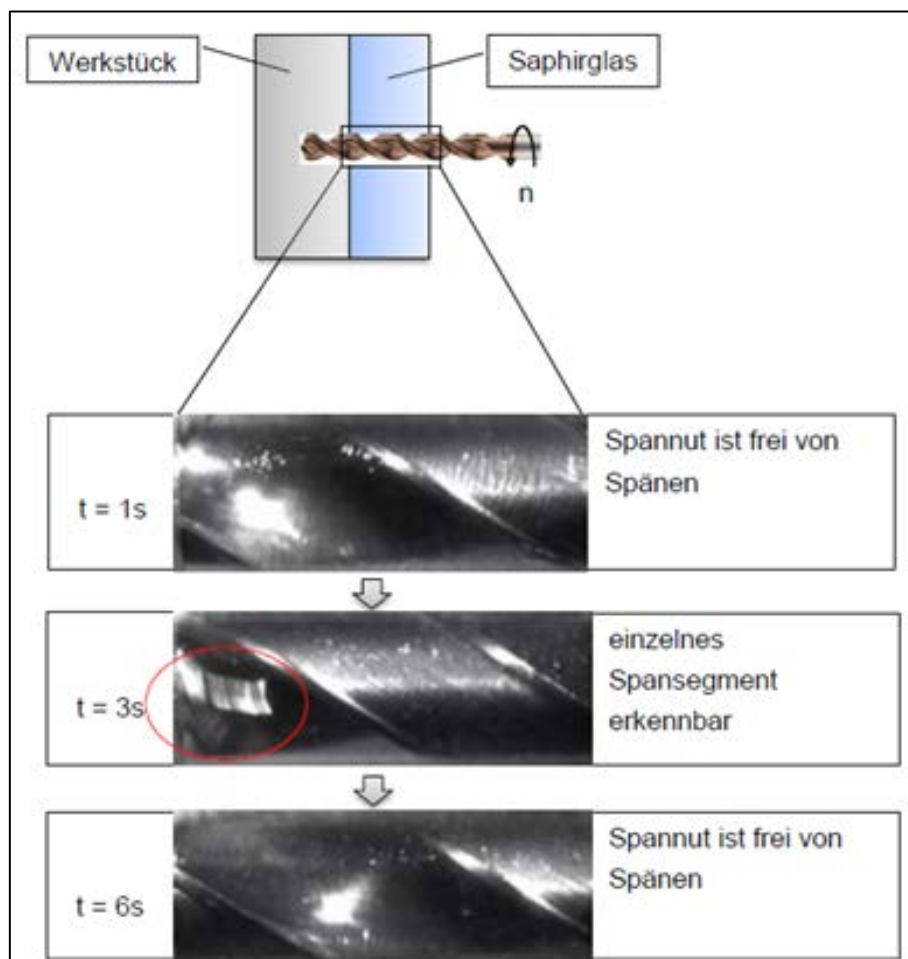 Werkstück
Saphirglas
n
t = 1s
Spannut ist frei von
Spänen
t = 3s
einzelnes
Spansegment
erkennbar
t = 6s
Spannut ist frei von
Spänen